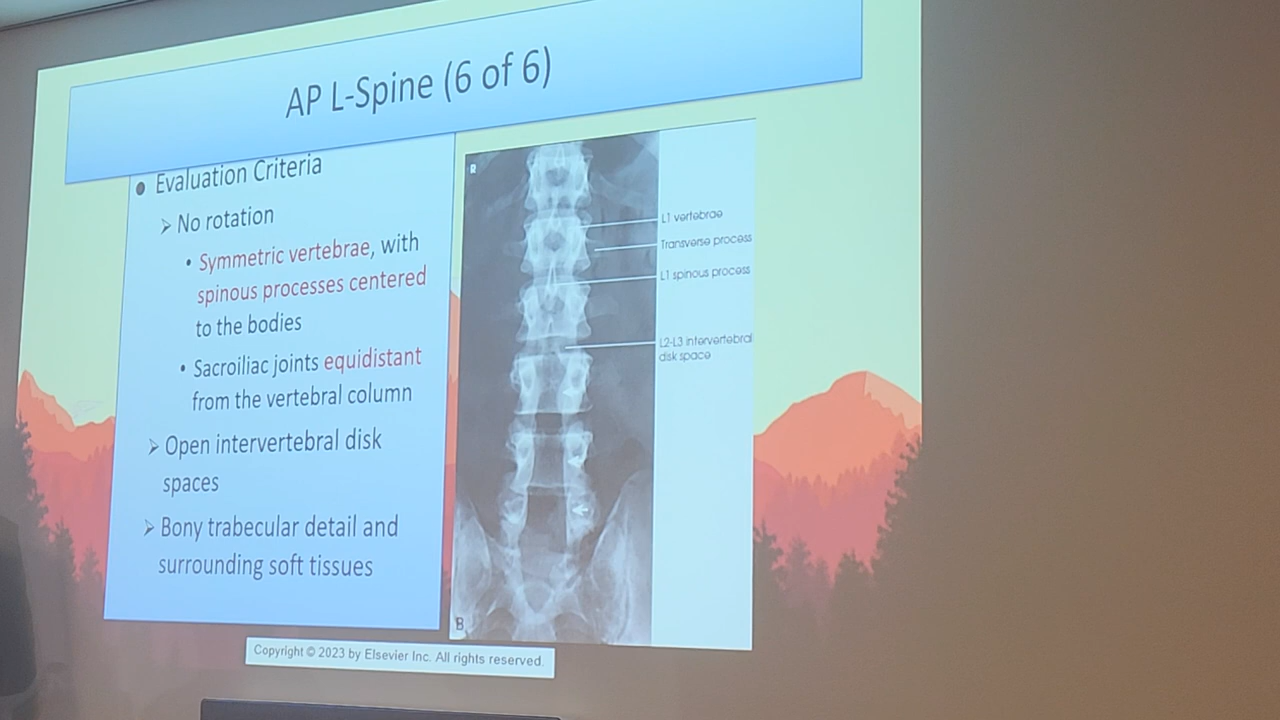 AP L-Spine (6 of 6)
● Evaluation Criteria
➢ No rotation
• Symmetric vertebrae, with
spinous processes centered
to the bodies
• Sacroiliac joints equidistant
from the vertebral column
➢ Open intervertebral disk
spaces
➢ Bony trabecular detail and
surrounding soft tissues
R
L1 vertebrae
Transverse process
L1 spinous process
L2-L3 intervertebral
disk space
B
Copyright © 2023 by Elsevier Inc. All rights reserved.